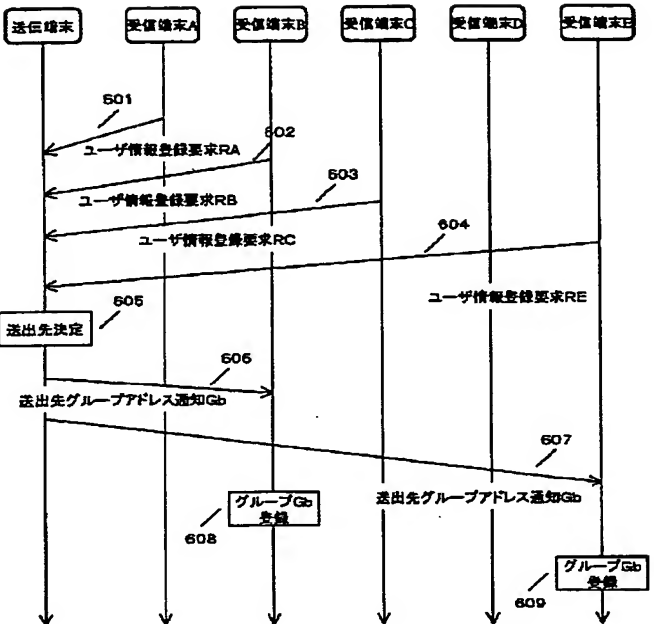 送信端末 受信端末A 受信端末B 受信端末C 受信端末D 受信端末E
601
ユーザ情報登録要求RA
602
ユーザ情報登録要求RB
603
ユーザ情報登録要求RC
604
ユーザ情報登録要求RE
605
送出先決定
606
送出先グループアドレス通知Gb
607
送出先グループアドレス通知Gb
グループGb
登録
608
グループGb
登録
609